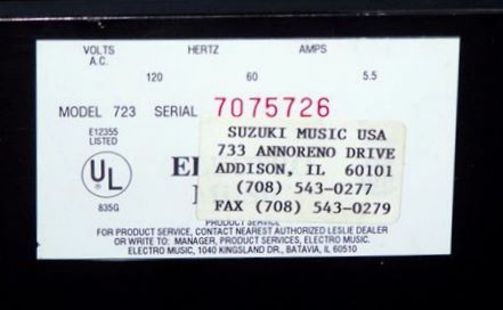 VOLTS HERTZ AMPS
A.C.
120 60 5.5
MODEL 723 SERIAL 7075726
E12355
LISTED
UL
835G
SUZUKI MUSIC USA
733 ANNORENO DRIVE
ADDISON, IL 60101
(708) 543-0277
FAX (708) 543-0279
PRODUCT SERVICE
FOR PRODUCT SERVICE, CONTACT NEAREST AUTHORIZED LESLIE DEALER
OR WRITE TO: MANAGER, PRODUCT SERVICES, ELECTRO MUSIC.
ELECTRO MUSIC, 1040 KINGSLAND DR., BATAVIA, IL 60510